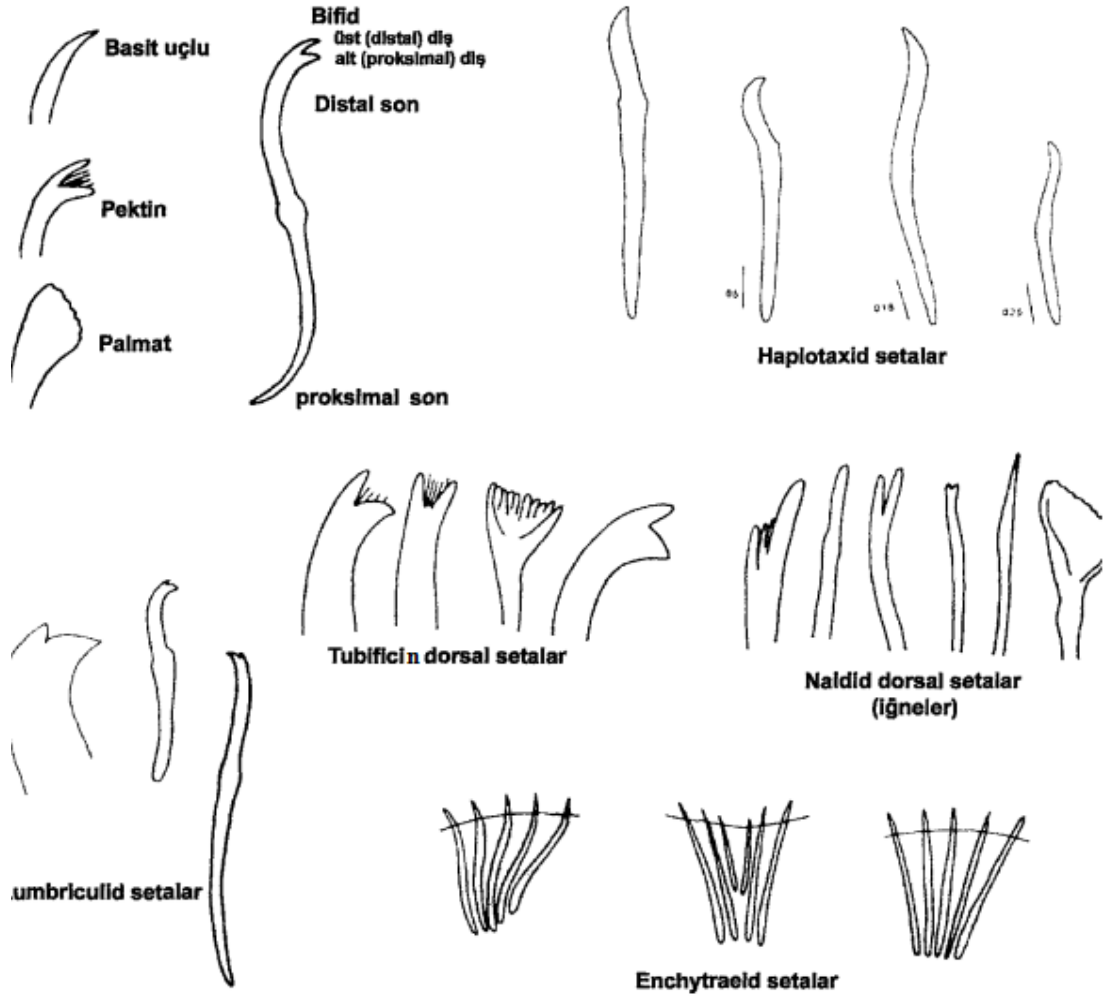 Bifid
üst (distal) diş
alt (proksimal) diş
Basit uçlu
Distal son
Pektin
Palmat
proksimal son
Haplotaxid setalar
Tubificin dorsal setalar
Naidid dorsal setalar
(iğneler)
Lumbriculid setalar
Enchytraeid setalar